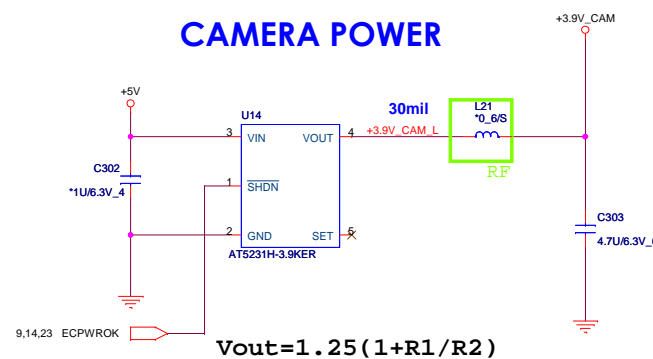 CAMERA POWER
+3.9V_CAM
+5V
U14
30mil
L21
*0_6/S
3
VIN
VOUT
4
+3.9V_CAM_L
RF
C302
*1U/6.3V_4
1
SHDN
C303
4.7U/6.3V_
2
GND
SET
5
AT5231H-3.9KER
9,14,23 ECPWROK
Vout=1.25(1+R1/R2)